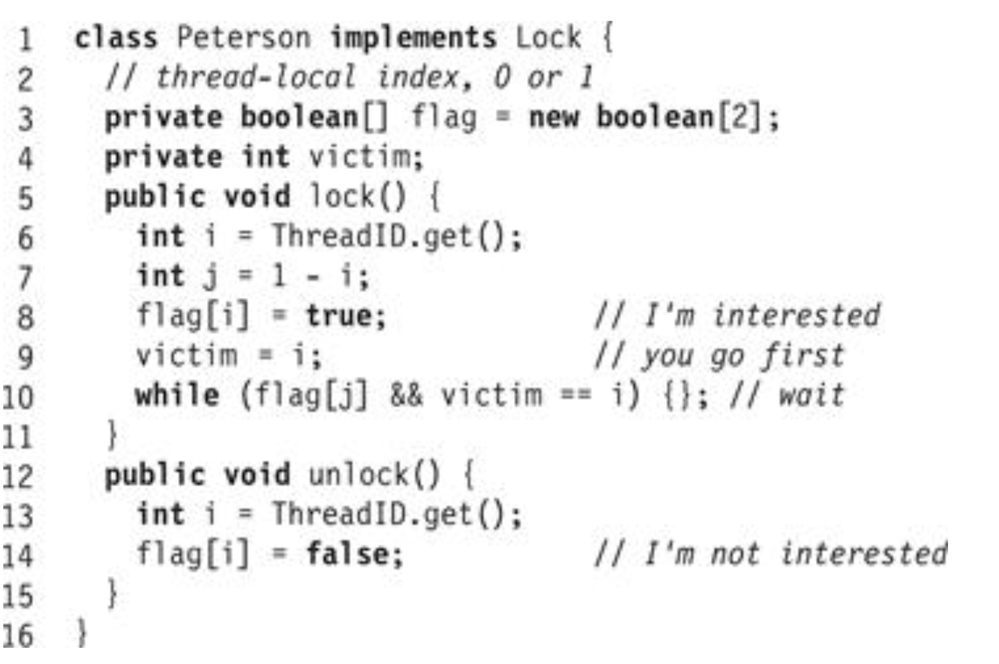 1 class Peterson implements Lock {
2 // thread-local index, 0 or 1
3 private boolean[] flag = new boolean[2];
4 private int victim;
5 public void lock() {
6 int i = ThreadID.get();
7 int j = 1 - i;
8 flag[i] = true; // I'm interested
9 victim = i; // you go first
10 while (flag[j] && victim == i) {}; // wait
11 }
12 public void unlock() {
13 int i = ThreadID.get();
14 flag[i] = false; // I'm not interested
15 }
16 }